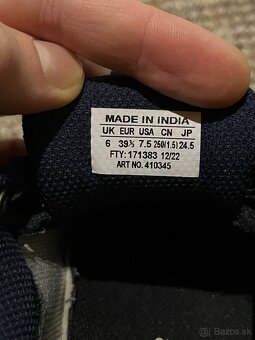 MADE IN INDIA
UK EUR USA CN JP
6 39⅓ 7.5 250(1.5) 24.5
FTY: 171383 12/22
ART NO. 410345
Bazos.sk